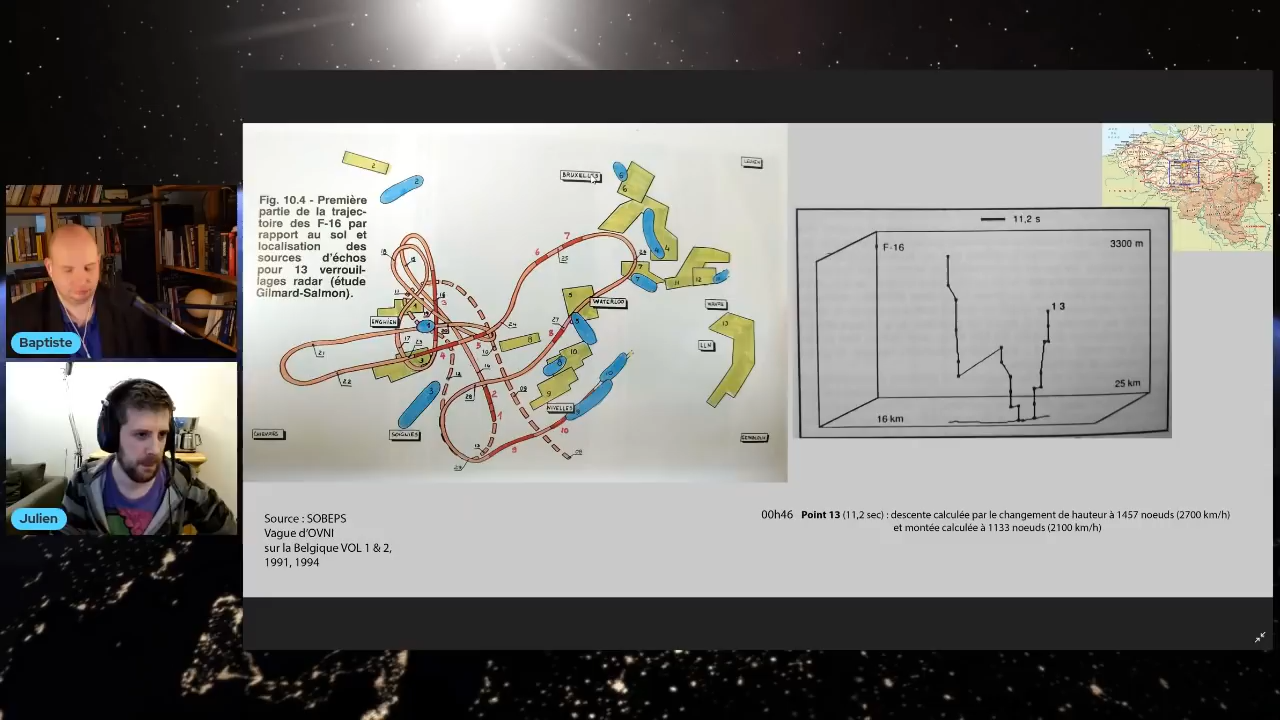 Baptiste
Julien
Fig. 10.4 - Première
partie de la trajec-
toire des F-16 par
rapport au sol et
localisation des
sources d'échos
pour 13 verrouil-
lages radar (étude
Gilmard-Salmon).
BRUXELLES
ENGHIEN
WATERLOO
WAVRE
LLN
NIVELLES
SOIGNIES
CHIEVRES
GEMBLOUX
11,2 s
F-16
3300 m
13
25 km
16 km
Source : SOBEPS
Vague d'OVNI
sur la Belgique VOL 1 & 2,
1991, 1994
00h46 Point 13 (11,2 sec) : descente calculée par le changement de hauteur à 1457 noeuds (2700 km/h)
et montée calculée à 1133 noeuds (2100 km/h)